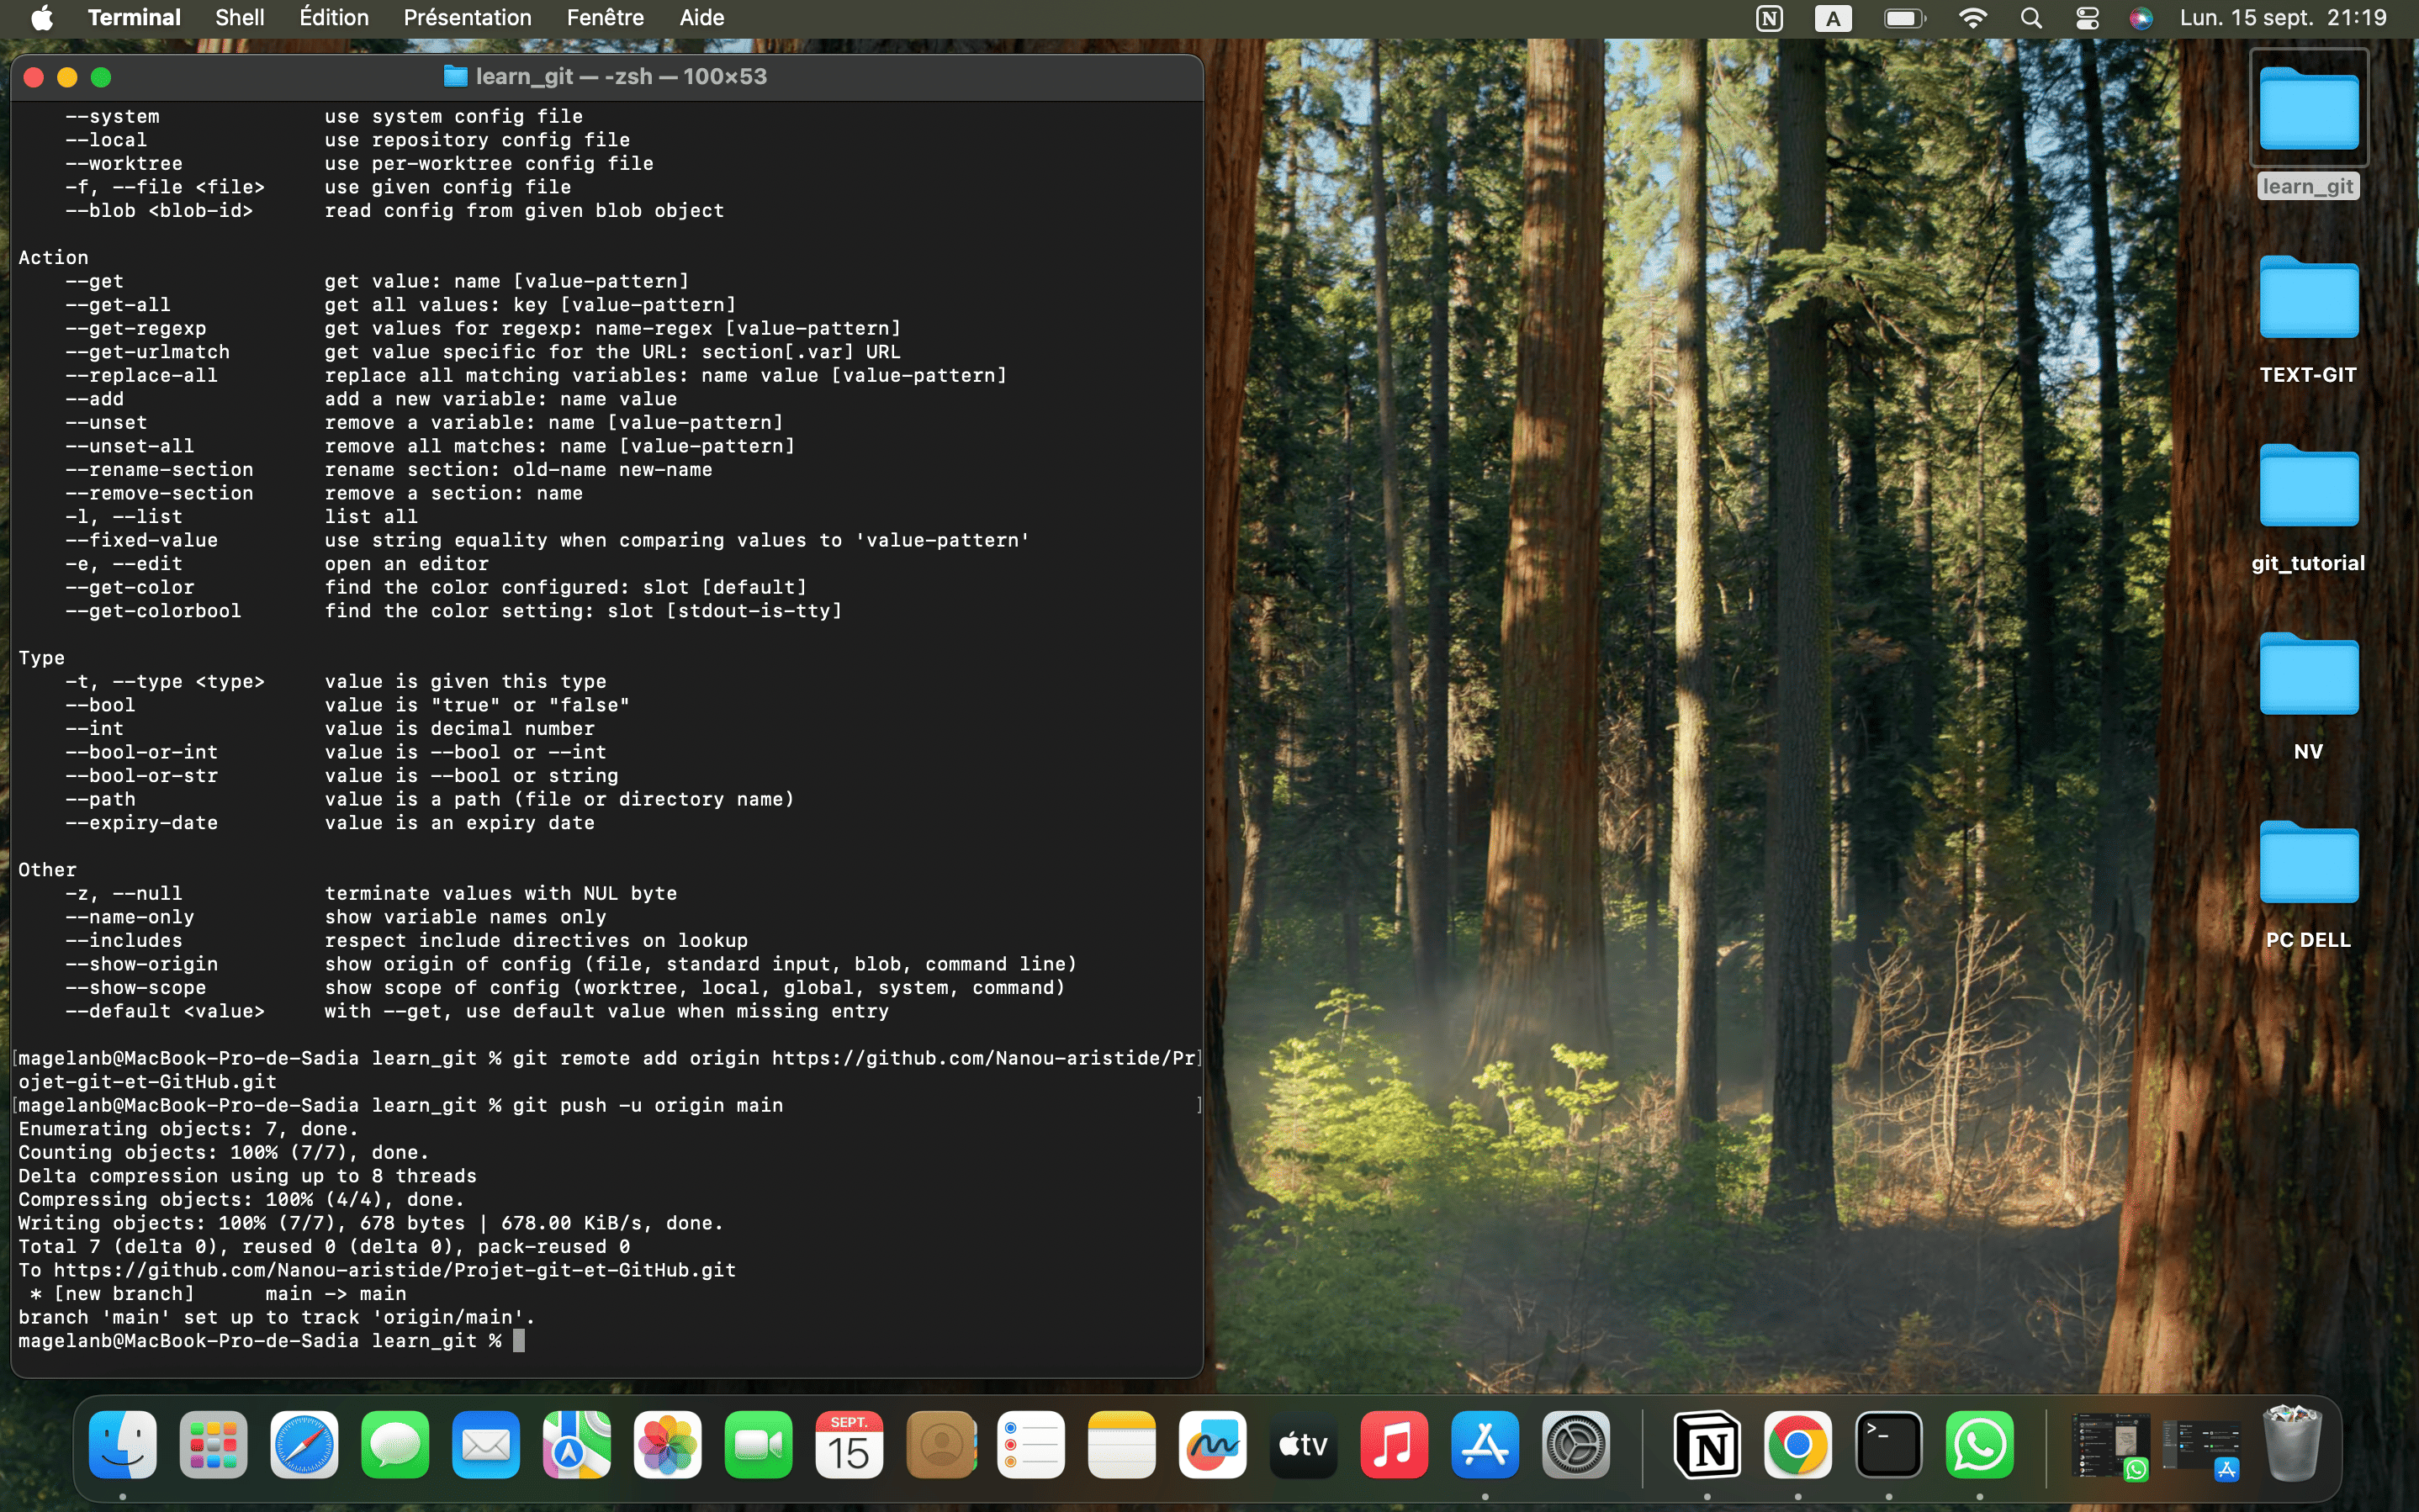 Terminal Shell Édition Présentation Fenêtre Aide
N A Lun. 15 sept. 21:19
learn_git — -zsh — 100×53
--system use system config file
--local use repository config file
--worktree use per-worktree config file
-f, --file <file> use given config file
--blob <blob-id> read config from given blob object
Action
--get get value: name [value-pattern]
--get-all get all values: key [value-pattern]
--get-regexp get values for regexp: name-regex [value-pattern]
--get-urlmatch get value specific for the URL: section[.var] URL
--replace-all replace all matching variables: name value [value-pattern]
--add add a new variable: name value
--unset remove a variable: name [value-pattern]
--unset-all remove all matches: name [value-pattern]
--rename-section rename section: old-name new-name
--remove-section remove a section: name
-l, --list list all
--fixed-value use string equality when comparing values to 'value-pattern'
-e, --edit open an editor
--get-color find the color configured: slot [default]
--get-colorbool find the color setting: slot [stdout-is-tty]
Type
-t, --type <type> value is given this type
--bool value is "true" or "false"
--int value is decimal number
--bool-or-int value is --bool or --int
--bool-or-str value is --bool or string
--path value is a path (file or directory name)
--expiry-date value is an expiry date
Other
-z, --null terminate values with NUL byte
--name-only show variable names only
--includes respect include directives on lookup
--show-origin show origin of config (file, standard input, blob, command line)
--show-scope show scope of config (worktree, local, global, system, command)
--default <value> with --get, use default value when missing entry
[magelanb@MacBook-Pro-de-Sadia learn_git % git remote add origin https://github.com/Nanou-aristide/Pr]
ojet-git-et-GitHub.git
[magelanb@MacBook-Pro-de-Sadia learn_git % git push -u origin main ]
Enumerating objects: 7, done.
Counting objects: 100% (7/7), done.
Delta compression using up to 8 threads
Compressing objects: 100% (4/4), done.
Writing objects: 100% (7/7), 678 bytes | 678.00 KiB/s, done.
Total 7 (delta 0), reused 0 (delta 0), pack-reused 0
To https://github.com/Nanou-aristide/Projet-git-et-GitHub.git
* [new branch] main -> main
branch 'main' set up to track 'origin/main'.
magelanb@MacBook-Pro-de-Sadia learn_git %
learn_git
TEXT-GIT
git_tutorial
NV
PC DELL
SEPT.
15
tv
N
>_